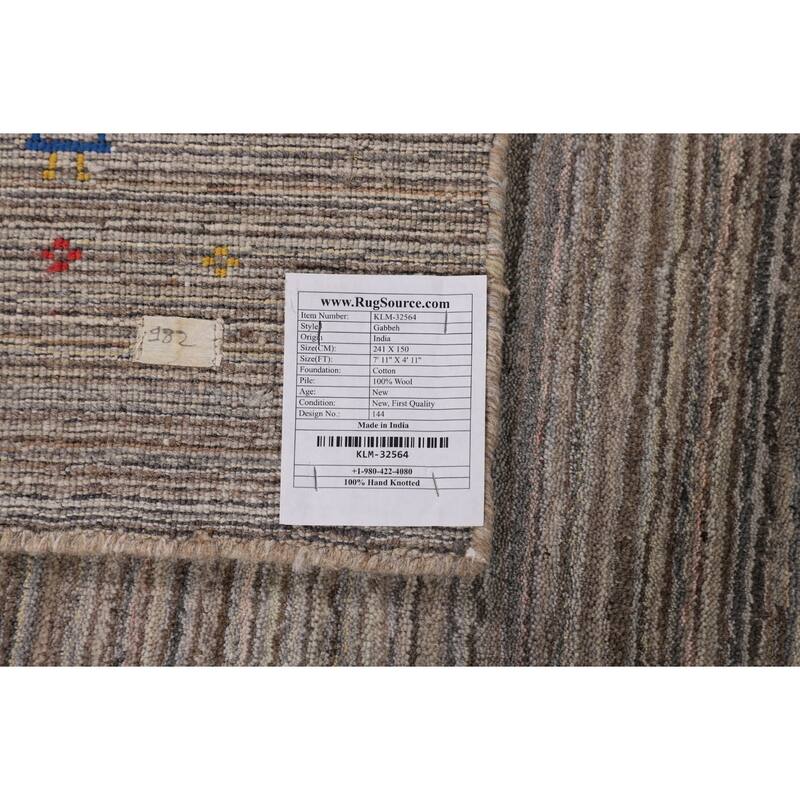 www.RugSource.com
Item Number: KLM-32564
Style: Gabbeh
Origin: India
Size(CM): 241 X 150
Size(FT): 7' 11" X 4' 11"
Foundation: Cotton
Pile: 100% Wool
Age: New
Condition: New, First Quality
Design No.: 144
Made in India
KLM-32564
+1-980-422-4080
100% Hand Knotted
982